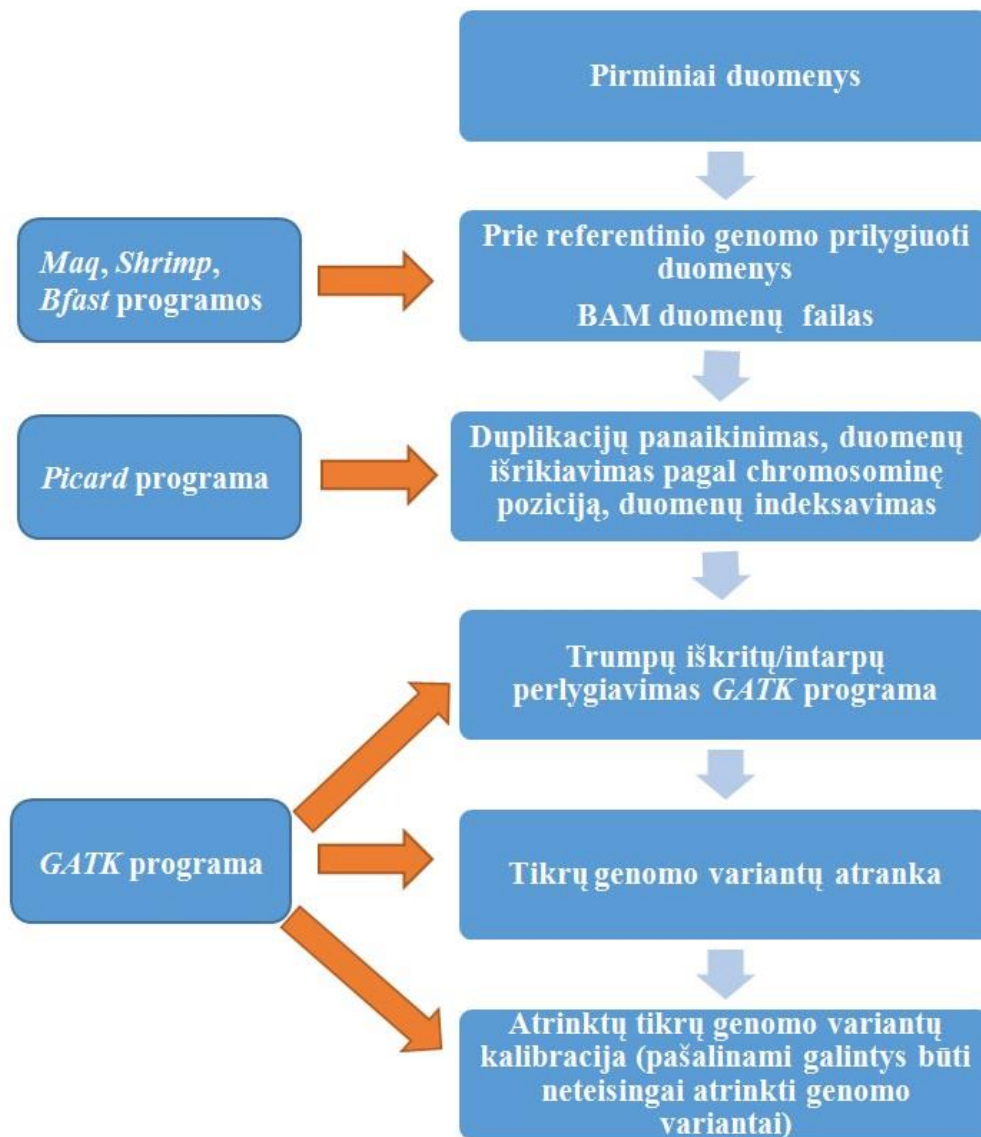 Pirminiai duomenys
Maq, Shrimp,
Bfast programos
Prie referentinio genomo prilygiuoti
duomenys
BAM duomenų failas
Picard programa
Duplikacijų panaikinimas, duomenų
išrikiavimas pagal chromosominę
poziciją, duomenų indeksavimas
Trumpų iškritų/intarpų
perlygiavimas GATK programa
GATK programa
Tikrų genomo variantų atranka
Atrinktų tikrų genomo variantų
kalibracija (pašalinami galintys būti
neteisingai atrinkti genomo
variantai)